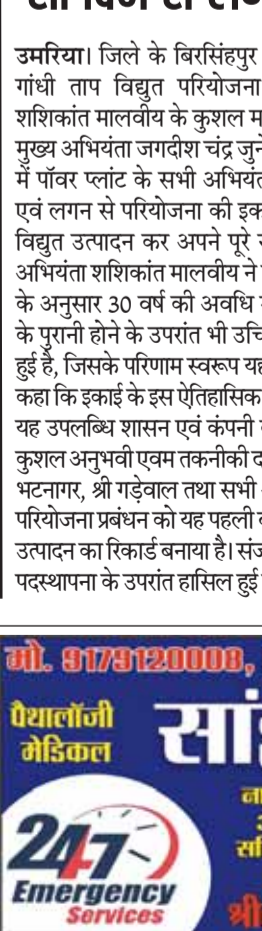 उमरिया। जिले के बिरसिंहपुर
गांधी ताप विद्युत परियोजना
शशिकांत मालवीय के कुशल म
मुख्य अभियंता जगदीश चंद्र जुने
में पॉवर प्लांट के सभी अभियंत
एवं लगन से परियोजना की इक
विद्युत उत्पादन कर अपने पूरे
अभियंता शशिकांत मालवीय ने
के अनुसार 30 वर्ष की अवधि
के पुरानी होने के उपरांत भी उचि
हुई है, जिसके परिणाम स्वरूप यह
कहा कि इकाई के इस ऐतिहासिक
यह उपलब्धि शासन एवं कंपनी
कुशल अनुभवी एवम तकनीकी द
भटनागर, श्री गड़ेवाल तथा सभी
परियोजना प्रबंधन को यह पहली
उत्पादन का रिकार्ड बनाया है। संज
पदस्थापना के उपरांत हासिल हुई
मो. 9179120008,
पैथालॉजी
मेडिकल
सां
ना
24x7
Emergency
Services
श्री